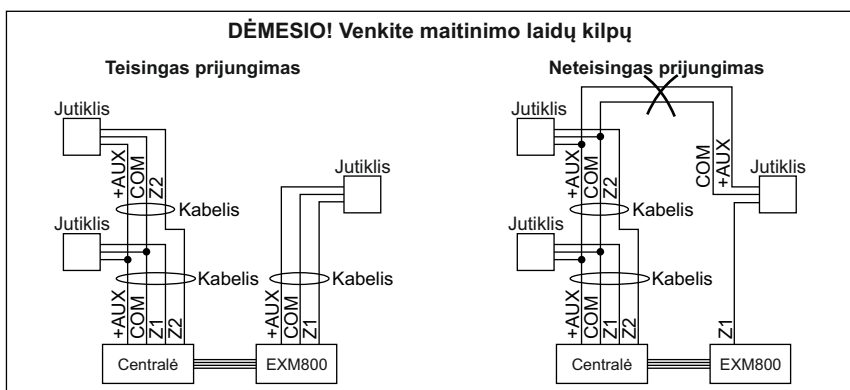 DĖMESIO! Venkite maitinimo laidų kilpų
Teisingas prijungimas
Jutiklis
+AUX
COM
Z2
Kabelis
Jutiklis
Kabelis
+AUX
COM
Z1
Z2
Centralė
Jutiklis
Kabelis
+AUX
COM
Z1
EXM800
Neteisingas prijungimas
Jutiklis
+AUX
COM
Z2
Kabelis
Jutiklis
Kabelis
+AUX
COM
Z1
Z2
Centralė
COM
+AUX
Jutiklis
Z1
EXM800